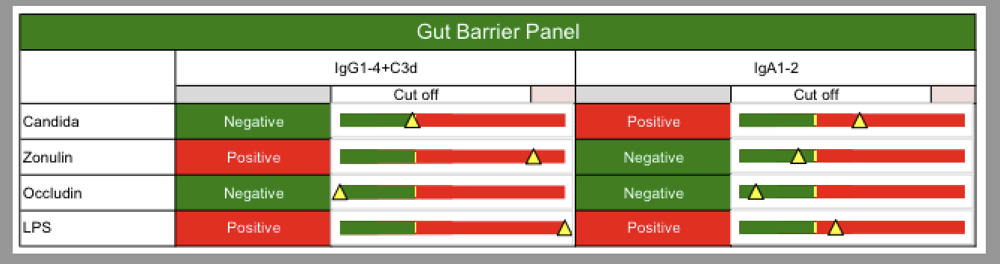 Gut Barrier Panel
IgG1-4+C3d IgA1-2
Cut off Cut off
Candida Negative Positive
Zonulin Positive Negative
Occludin Negative Negative
LPS Positive Positive